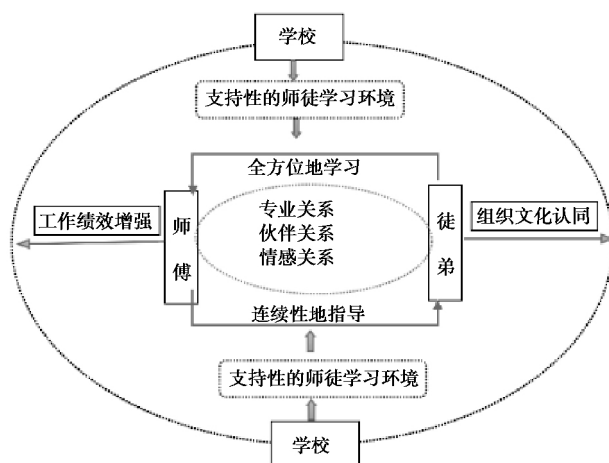 学校
支持性的师徒学习环境
全方位地学习
工作绩效增强
师傅
专业关系
伙伴关系
情感关系
徒弟
组织文化认同
连续性地指导
支持性的师徒学习环境
学校